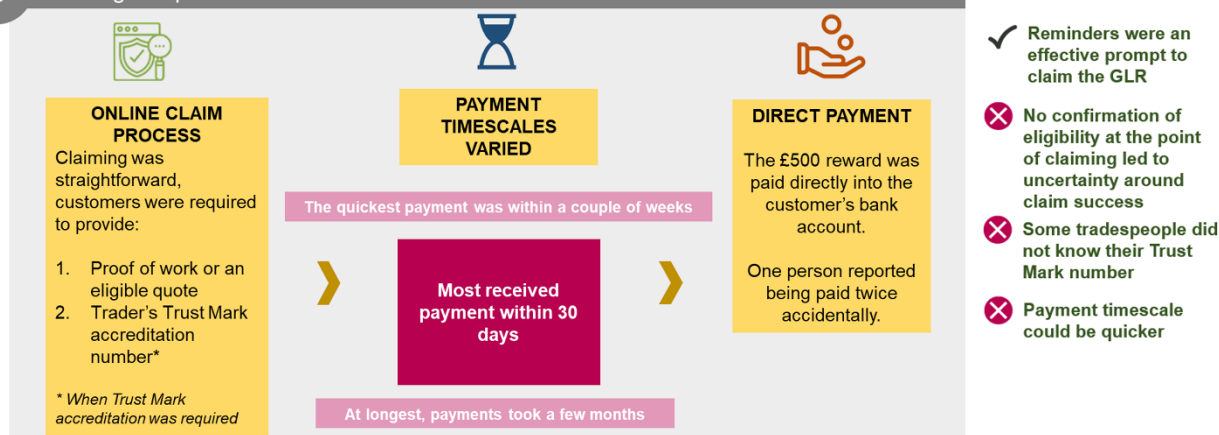 ONLINE CLAIM
PROCESS
Claiming was
straightforward,
customers were required
to provide:
1. Proof of work or an
eligible quote
2. Trader's Trust Mark
accreditation
number*
* When Trust Mark
accreditation was required
PAYMENT
TIMESCALES
VARIED
The quickest payment was within a couple of weeks
Most received
payment within 30
days
At longest, payments took a few months
DIRECT PAYMENT
The £500 reward was
paid directly into the
customer's bank
account.
One person reported
being paid twice
accidentally.
Reminders were an
effective prompt to
claim the GLR
No confirmation of
eligibility at the point
of claiming led to
uncertainty around
claim success
Some tradespeople did
not know their Trust
Mark number
Payment timescale
could be quicker